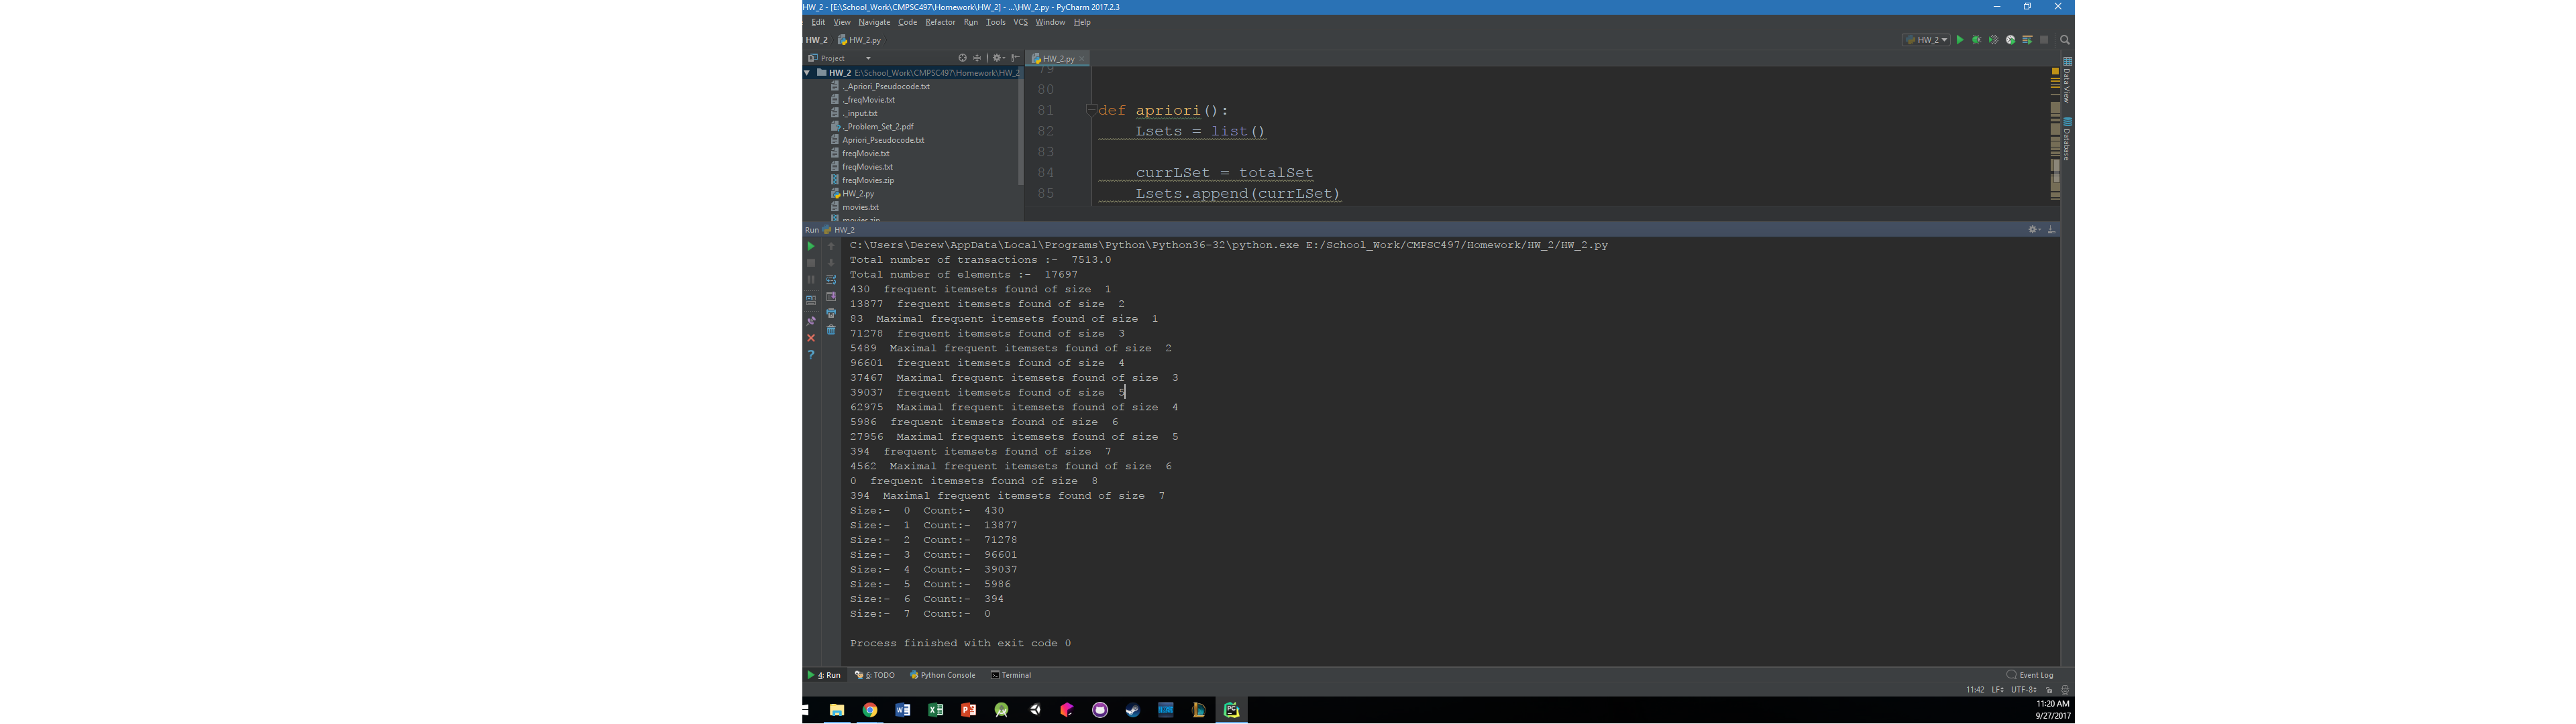 HW_2 - [E:\School_Work\CMPSC497\Homework\HW_2] - ...\HW_2.py - PyCharm 2017.2.3
Edit View Navigate Code Refactor Run Tools VCS Window Help
HW_2 HW_2.py HW_2
Project HW_2.py
HW_2 E:\School_Work\CMPSC497\Homework\HW_2
._Apriori_Pseudocode.txt
._freqMovie.txt
._input.txt
._Problem_Set_2.pdf
Apriori_Pseudocode.txt
freqMovie.txt
freqMovies.txt
freqMovies.zip
HW_2.py
movies.txt
movies.zip
79
80
81 def apriori():
82 Lsets = list()
83
84 currLSet = totalSet
85 Lsets.append(currLSet)
Data View
Database
Run HW_2
C:\Users\Derew\AppData\Local\Programs\Python\Python36-32\python.exe E:/School_Work/CMPSC497/Homework/HW_2/HW_2.py
Total number of transactions :- 7513.0
Total number of elements :- 17697
430 frequent itemsets found of size 1
13877 frequent itemsets found of size 2
83 Maximal frequent itemsets found of size 1
71278 frequent itemsets found of size 3
5489 Maximal frequent itemsets found of size 2
96601 frequent itemsets found of size 4
37467 Maximal frequent itemsets found of size 3
39037 frequent itemsets found of size 5
62975 Maximal frequent itemsets found of size 4
5986 frequent itemsets found of size 6
27956 Maximal frequent itemsets found of size 5
394 frequent itemsets found of size 7
4562 Maximal frequent itemsets found of size 6
0 frequent itemsets found of size 8
394 Maximal frequent itemsets found of size 7
Size:- 0 Count:- 430
Size:- 1 Count:- 13877
Size:- 2 Count:- 71278
Size:- 3 Count:- 96601
Size:- 4 Count:- 39037
Size:- 5 Count:- 5986
Size:- 6 Count:- 394
Size:- 7 Count:- 0
Process finished with exit code 0
4: Run 6: TODO Python Console Terminal Event Log
11:42 LF UTF-8
11:20 AM
9/27/2017